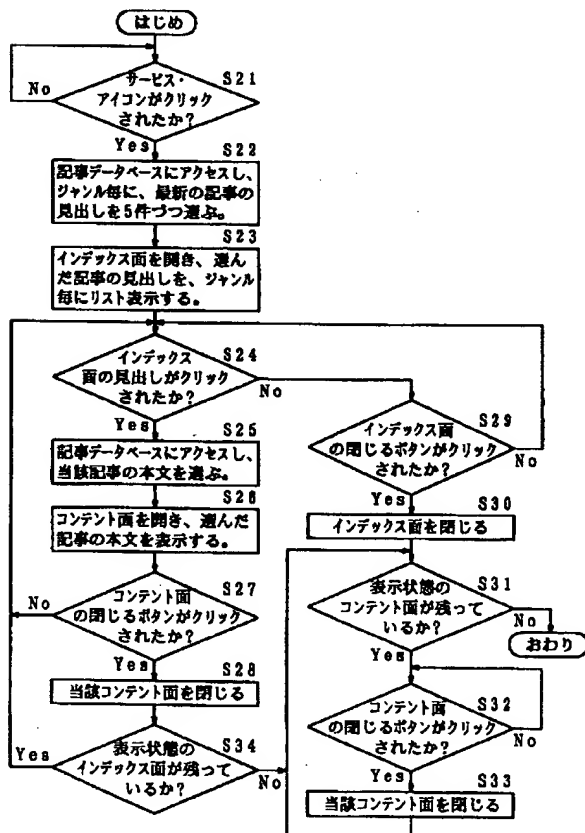 はじめ
S21
サービス・
アイコンがクリック
されたか?
No
Yes
S22
記事データベースにアクセスし、
ジャンル毎に、最新の記事の
見出しを5件づつ選ぶ。
S23
インデックス面を開き、選ん
だ記事の見出しを、ジャンル
毎にリスト表示する。
S24
インデックス
面の見出しがクリック
されたか?
No
Yes
S25
記事データベースにアクセスし、
当該記事の本文を選ぶ。
S26
コンテント面を開き、選んだ
記事の本文を表示する。
S27
コンテント面
の閉じるボタンがクリック
されたか?
No
Yes
S28
当該コンテント面を閉じる
S34
表示状態の
インデックス面が残って
いるか?
Yes
No
S29
インデックス面
の閉じるボタンがクリック
されたか?
No
Yes
S30
インデックス面を閉じる
S31
表示状態の
コンテント面が残って
いるか?
No
おわり
Yes
S32
コンテント面
の閉じるボタンがクリック
されたか?
No
Yes
S33
当該コンテント面を閉じる